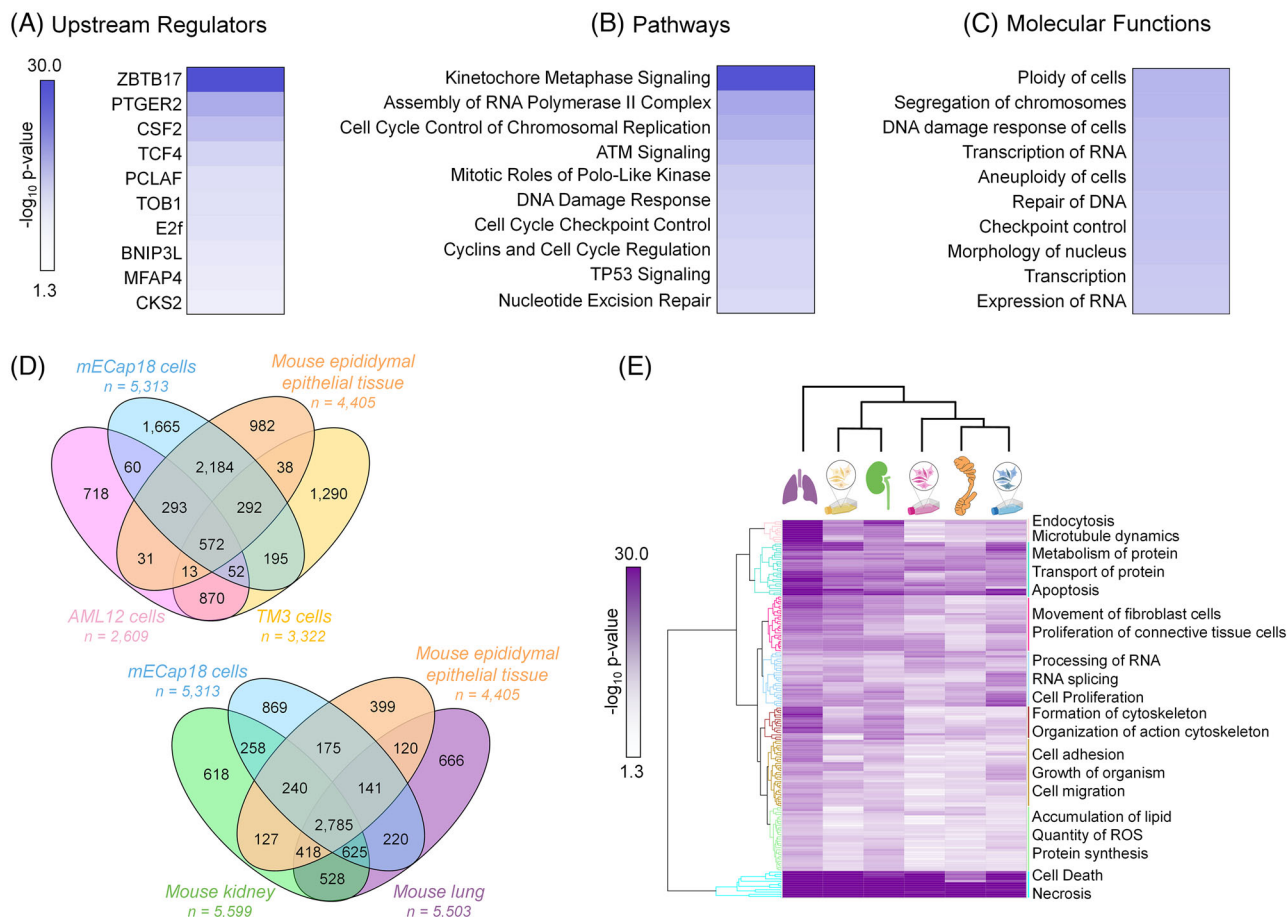 (A) Upstream Regulators
30.0
-log10 p-value
1.3
ZBTB17
PTGER2
CSF2
TCF4
PCLAF
TOB1
E2f
BNIP3L
MFAP4
CKS2
(B) Pathways
Kinetochore Metaphase Signaling
Assembly of RNA Polymerase II Complex
Cell Cycle Control of Chromosomal Replication
ATM Signaling
Mitotic Roles of Polo-Like Kinase
DNA Damage Response
Cell Cycle Checkpoint Control
Cyclins and Cell Cycle Regulation
TP53 Signaling
Nucleotide Excision Repair
(C) Molecular Functions
Ploidy of cells
Segregation of chromosomes
DNA damage response of cells
Transcription of RNA
Aneuploidy of cells
Repair of DNA
Checkpoint control
Morphology of nucleus
Transcription
Expression of RNA
(D)
mECap18 cells
n = 5,313
Mouse epididymal
epithelial tissue
n = 4,405
1,665
982
60
2,184
38
718
293
292
1,290
572
31
13
52
195
870
AML12 cells
n = 2,609
TM3 cells
n = 3,322
mECap18 cells
n = 5,313
Mouse epididymal
epithelial tissue
n = 4,405
869
399
258
175
120
618
240
141
666
2,785
127
418
625
220
528
Mouse kidney
n = 5.599
Mouse lung
n = 5.503
(E)
30.0
-log10 p-value
1.3
Endocytosis
Microtubule dynamics
Metabolism of protein
Transport of protein
Apoptosis
Movement of fibroblast cells
Proliferation of connective tissue cells
Processing of RNA
RNA splicing
Cell Proliferation
Formation of cytoskeleton
Organization of action cytoskeleton
Cell adhesion
Growth of organism
Cell migration
Accumulation of lipid
Quantity of ROS
Protein synthesis
Cell Death
Necrosis